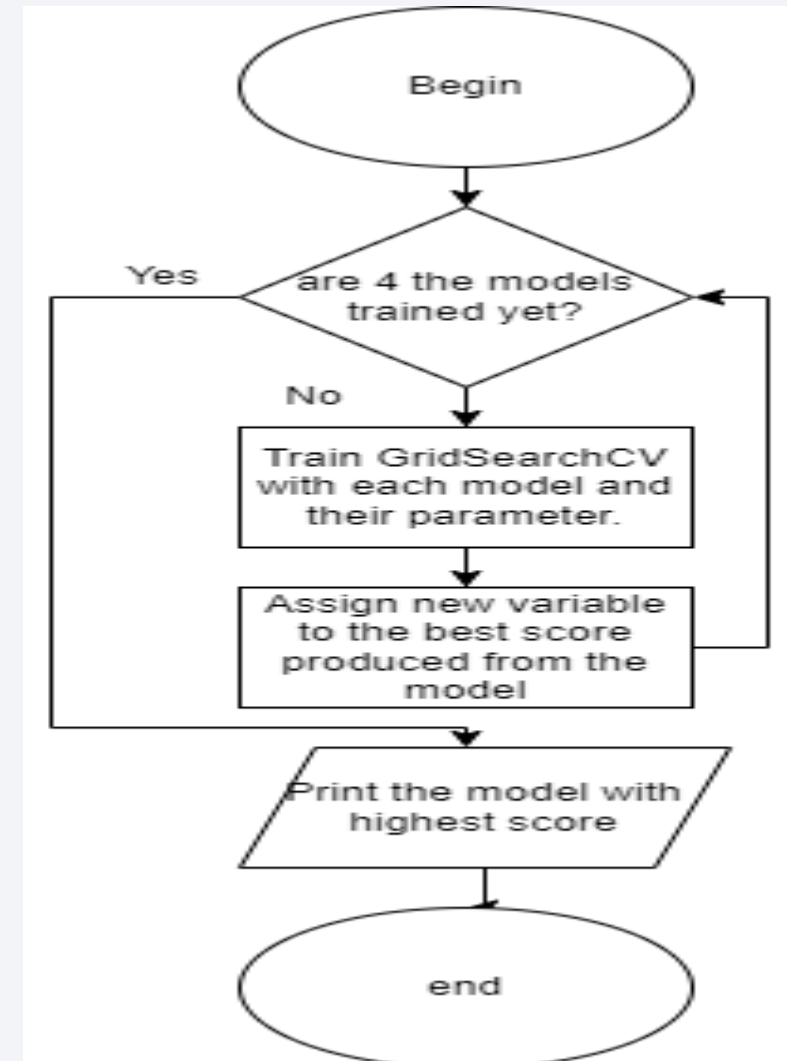 Begin
Yes
are 4 the models
trained yet?
No
Train GridSearchCV
with each model and
their parameter.
Assign new variable
to the best score
produced from the
model
Print the model with
highest score
end